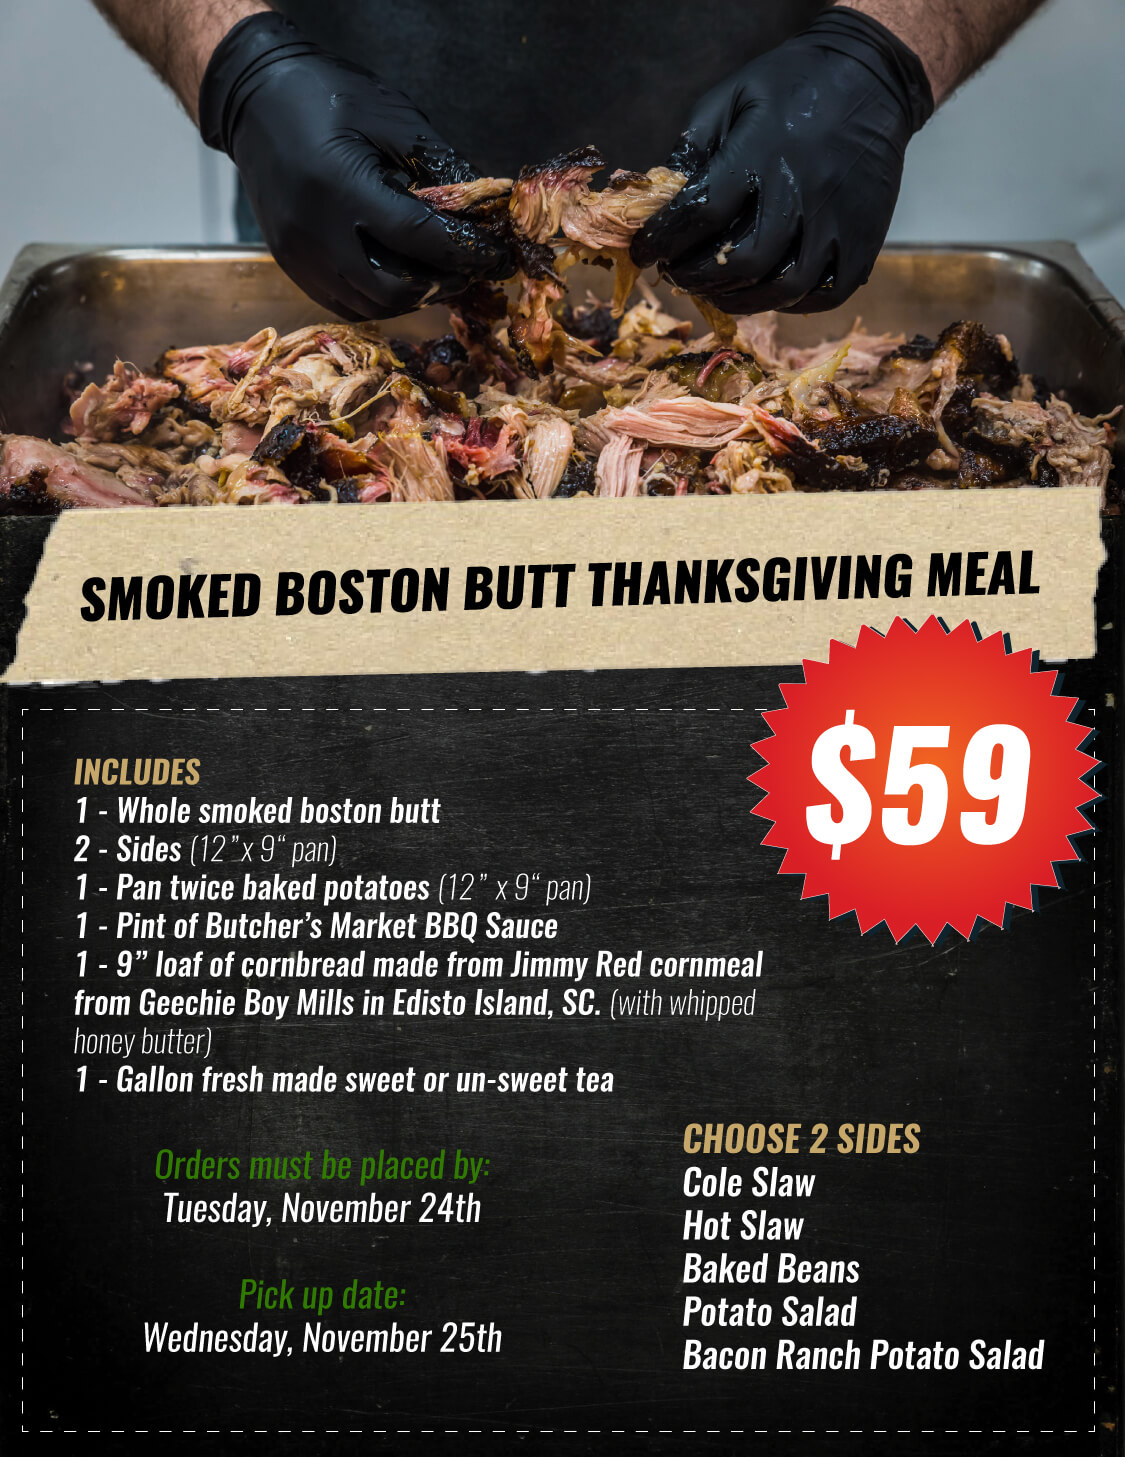 SMOKED BOSTON BUTT THANKSGIVING MEAL
$59
INCLUDES
1 - Whole smoked boston butt
2 - Sides (12”x 9“ pan)
1 - Pan twice baked potatoes (12” x 9“ pan)
1 - Pint of Butcher’s Market BBQ Sauce
1 - 9” loaf of cornbread made from Jimmy Red cornmeal
from Geechie Boy Mills in Edisto Island, SC. (with whipped
honey butter)
1 - Gallon fresh made sweet or un-sweet tea
Orders must be placed by:
Tuesday, November 24th
Pick up date:
Wednesday, November 25th
CHOOSE 2 SIDES
Cole Slaw
Hot Slaw
Baked Beans
Potato Salad
Bacon Ranch Potato Salad